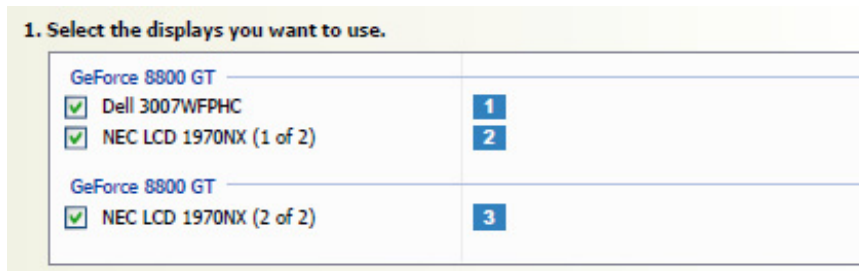 1. Select the displays you want to use.
GeForce 8800 GT
Dell 3007WFPHC 1
NEC LCD 1970NX (1 of 2) 2
GeForce 8800 GT
NEC LCD 1970NX (2 of 2) 3